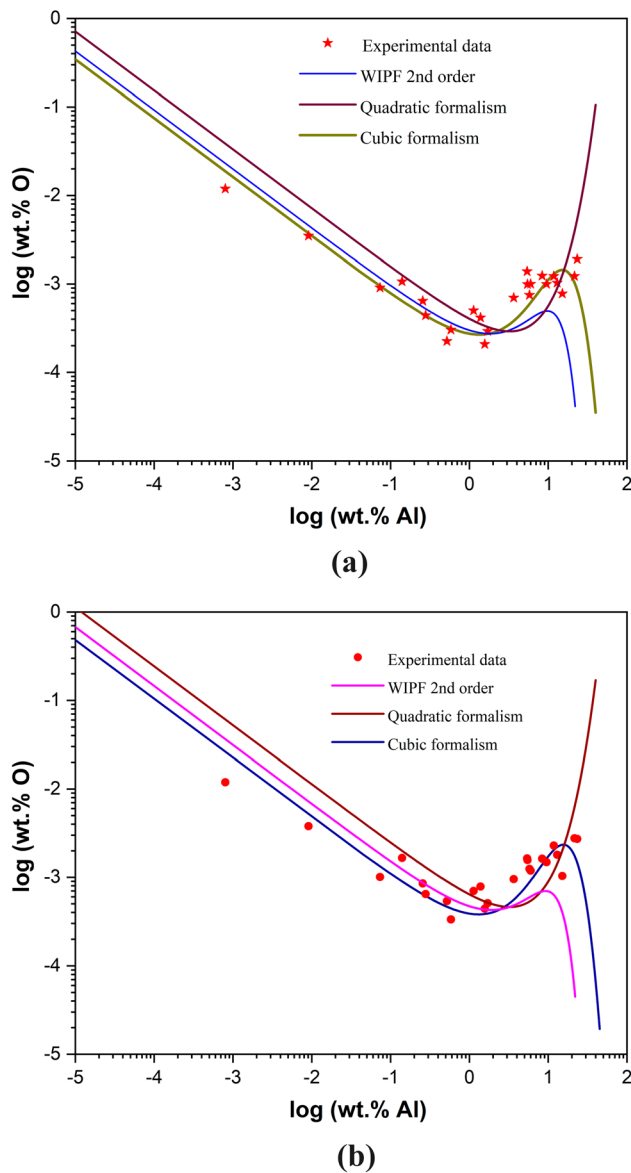 0
Experimental data
WIPF 2nd order
-1
Quadratic formalism
Cubic formalism
-2
log (wt.% O)
-3
-4
-5
-5 -4 -3 -2 -1 0 1 2
log (wt.% Al)
(a)
0
Experimental data
WIPF 2nd order
-1
Quadratic formalism
Cubic formalism
-2
log (wt.% O)
-3
-4
-5
-5 -4 -3 -2 -1 0 1 2
log (wt.% Al)
(b)